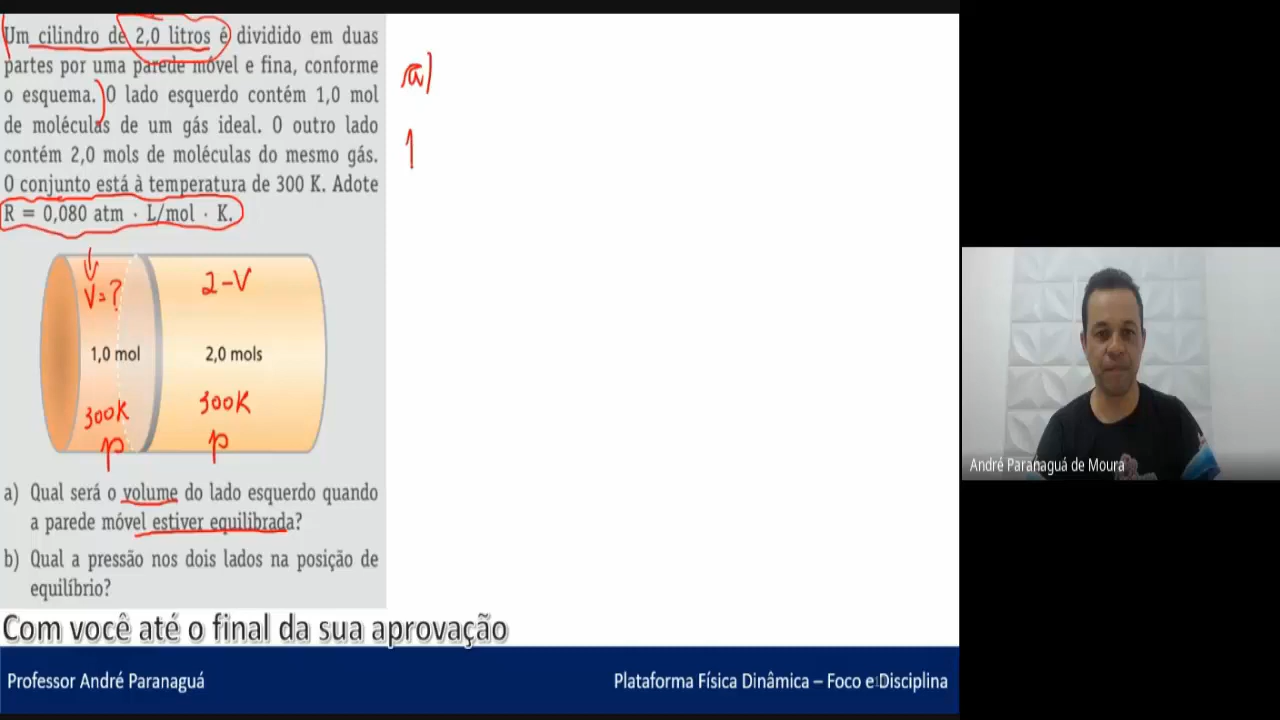 Um cilindro de 2,0 litros é dividido em duas
partes por uma parede móvel e fina, conforme
o esquema. O lado esquerdo contém 1,0 mol
de moléculas de um gás ideal. O outro lado
contém 2,0 mols de moléculas do mesmo gás.
O conjunto está à temperatura de 300 K. Adote
R = 0,080 atm · L/mol · K.
V=?
2-V
1,0 mol
2,0 mols
300K
300K
p
p
a) Qual será o volume do lado esquerdo quando
a parede móvel estiver equilibrada?
b) Qual a pressão nos dois lados na posição de
equilíbrio?
a)
1
Com você até o final da sua aprovação
Professor André Paranaguá
Plataforma Física Dinâmica – Foco e Disciplina
André Paranaguá de Moura